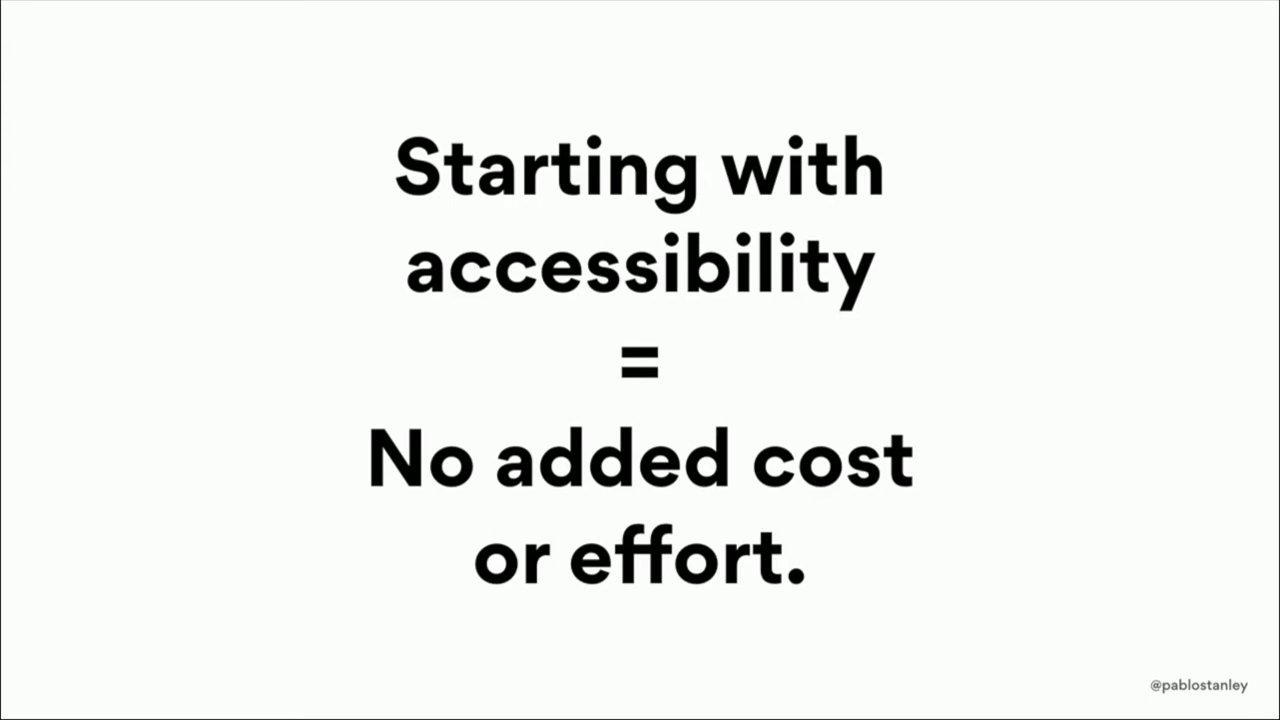 Starting with
accessibility
=
No added cost
or effort.
@pablostanley